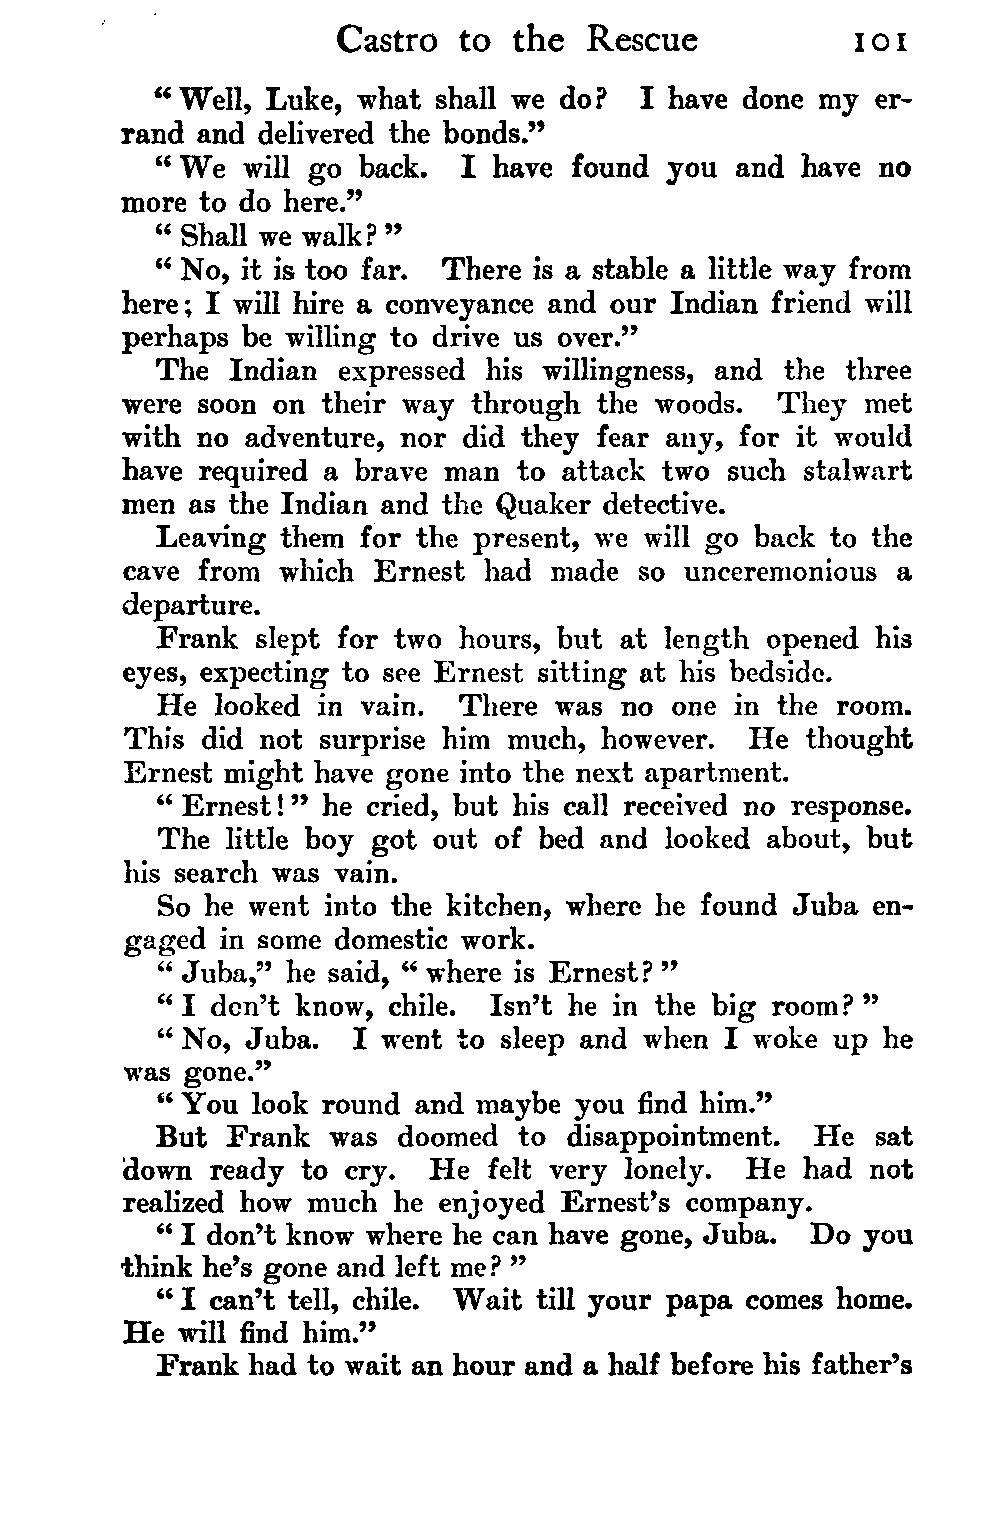 Castro to the Rescue 101
“ Well, Luke, what shall we do? I have done my er-
rand and delivered the bonds.”
“ We will go back. I have found you and have no
more to do here.”
“ Shall we walk? ”
“ No, it is too far. There is a stable a little way from
here; I will hire a conveyance and our Indian friend will
perhaps be willing to drive us over.”
The Indian expressed his willingness, and the three
were soon on their way through the woods. They met
with no adventure, nor did they fear any, for it would
have required a brave man to attack two such stalwart
men as the Indian and the Quaker detective.
Leaving them for the present, we will go back to the
cave from which Ernest had made so unceremonious a
departure.
Frank slept for two hours, but at length opened his
eyes, expecting to see Ernest sitting at his bedside.
He looked in vain. There was no one in the room.
This did not surprise him much, however. He thought
Ernest might have gone into the next apartment.
“ Ernest! ” he cried, but his call received no response.
The little boy got out of bed and looked about, but
his search was vain.
So he went into the kitchen, where he found Juba en-
gaged in some domestic work.
“ Juba,” he said, “ where is Ernest? ”
“ I don’t know, chile. Isn’t he in the big room? ”
“ No, Juba. I went to sleep and when I woke up he
was gone.”
“ You look round and maybe you find him.”
But Frank was doomed to disappointment. He sat
down ready to cry. He felt very lonely. He had not
realized how much he enjoyed Ernest’s company.
“ I don’t know where he can have gone, Juba. Do you
think he’s gone and left me? ”
“ I can’t tell, chile. Wait till your papa comes home.
He will find him.”
Frank had to wait an hour and a half before his father’s